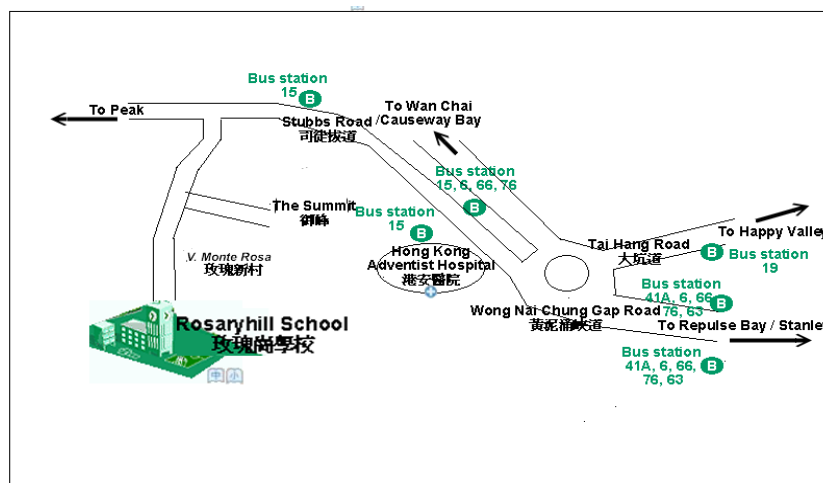 Bus station
15
B
To Peak
To Wan Chai
/Causeway Bay
Stubbs Road
司徒拔道
Bus station
15, 6, 66, 76
B
The Summit
御峰
Bus station
15
B
To Happy Valley
Tai Hang Road
大坑道
B
Bus station
19
V. Monte Rosa
玫瑰新村
Hong Kong
Adventist Hospital
港安醫院
Bus station
41A, 6, 66,
76, 63
B
Wong Nai Chung Gap Road
黃泥涌峽道
To Repulse Bay / Stanley
Rosaryhill School
玫瑰崗學校
Bus station
41A, 6, 66,
76, 63
B
中 小